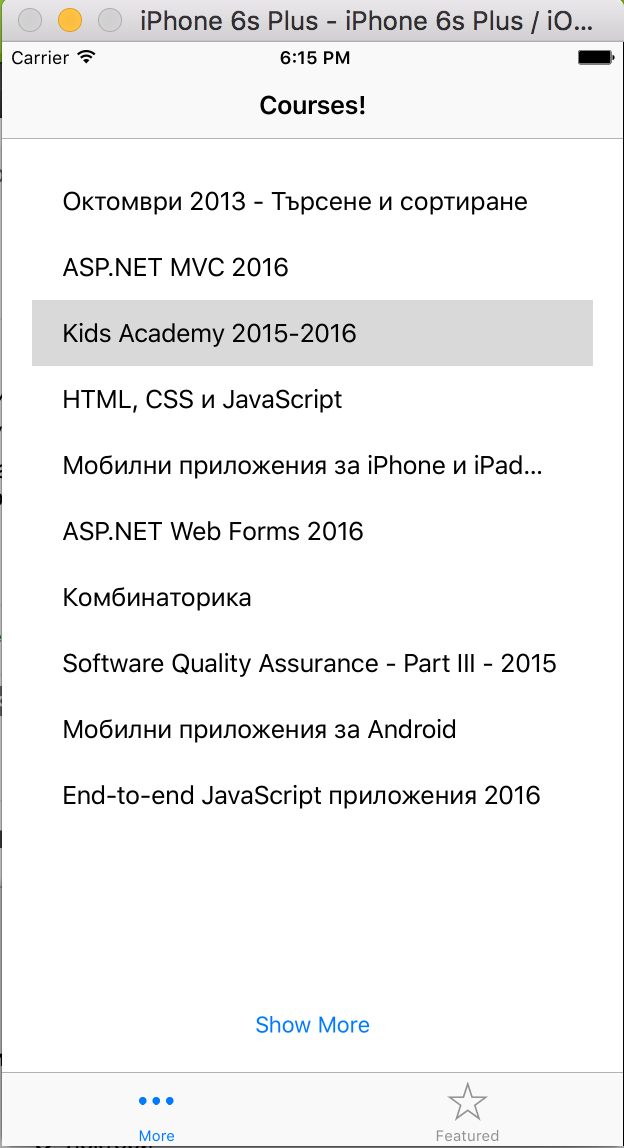 iPhone 6s Plus - iPhone 6s Plus / iO...
Carrier 6:15 PM
Courses!
Октомври 2013 - Търсене и сортиране
ASP.NET MVC 2016
Kids Academy 2015-2016
HTML, CSS и JavaScript
Мобилни приложения за iPhone и iPad...
ASP.NET Web Forms 2016
Комбинаторика
Software Quality Assurance - Part III - 2015
Мобилни приложения за Android
End-to-end JavaScript приложения 2016
Show More
More Featured